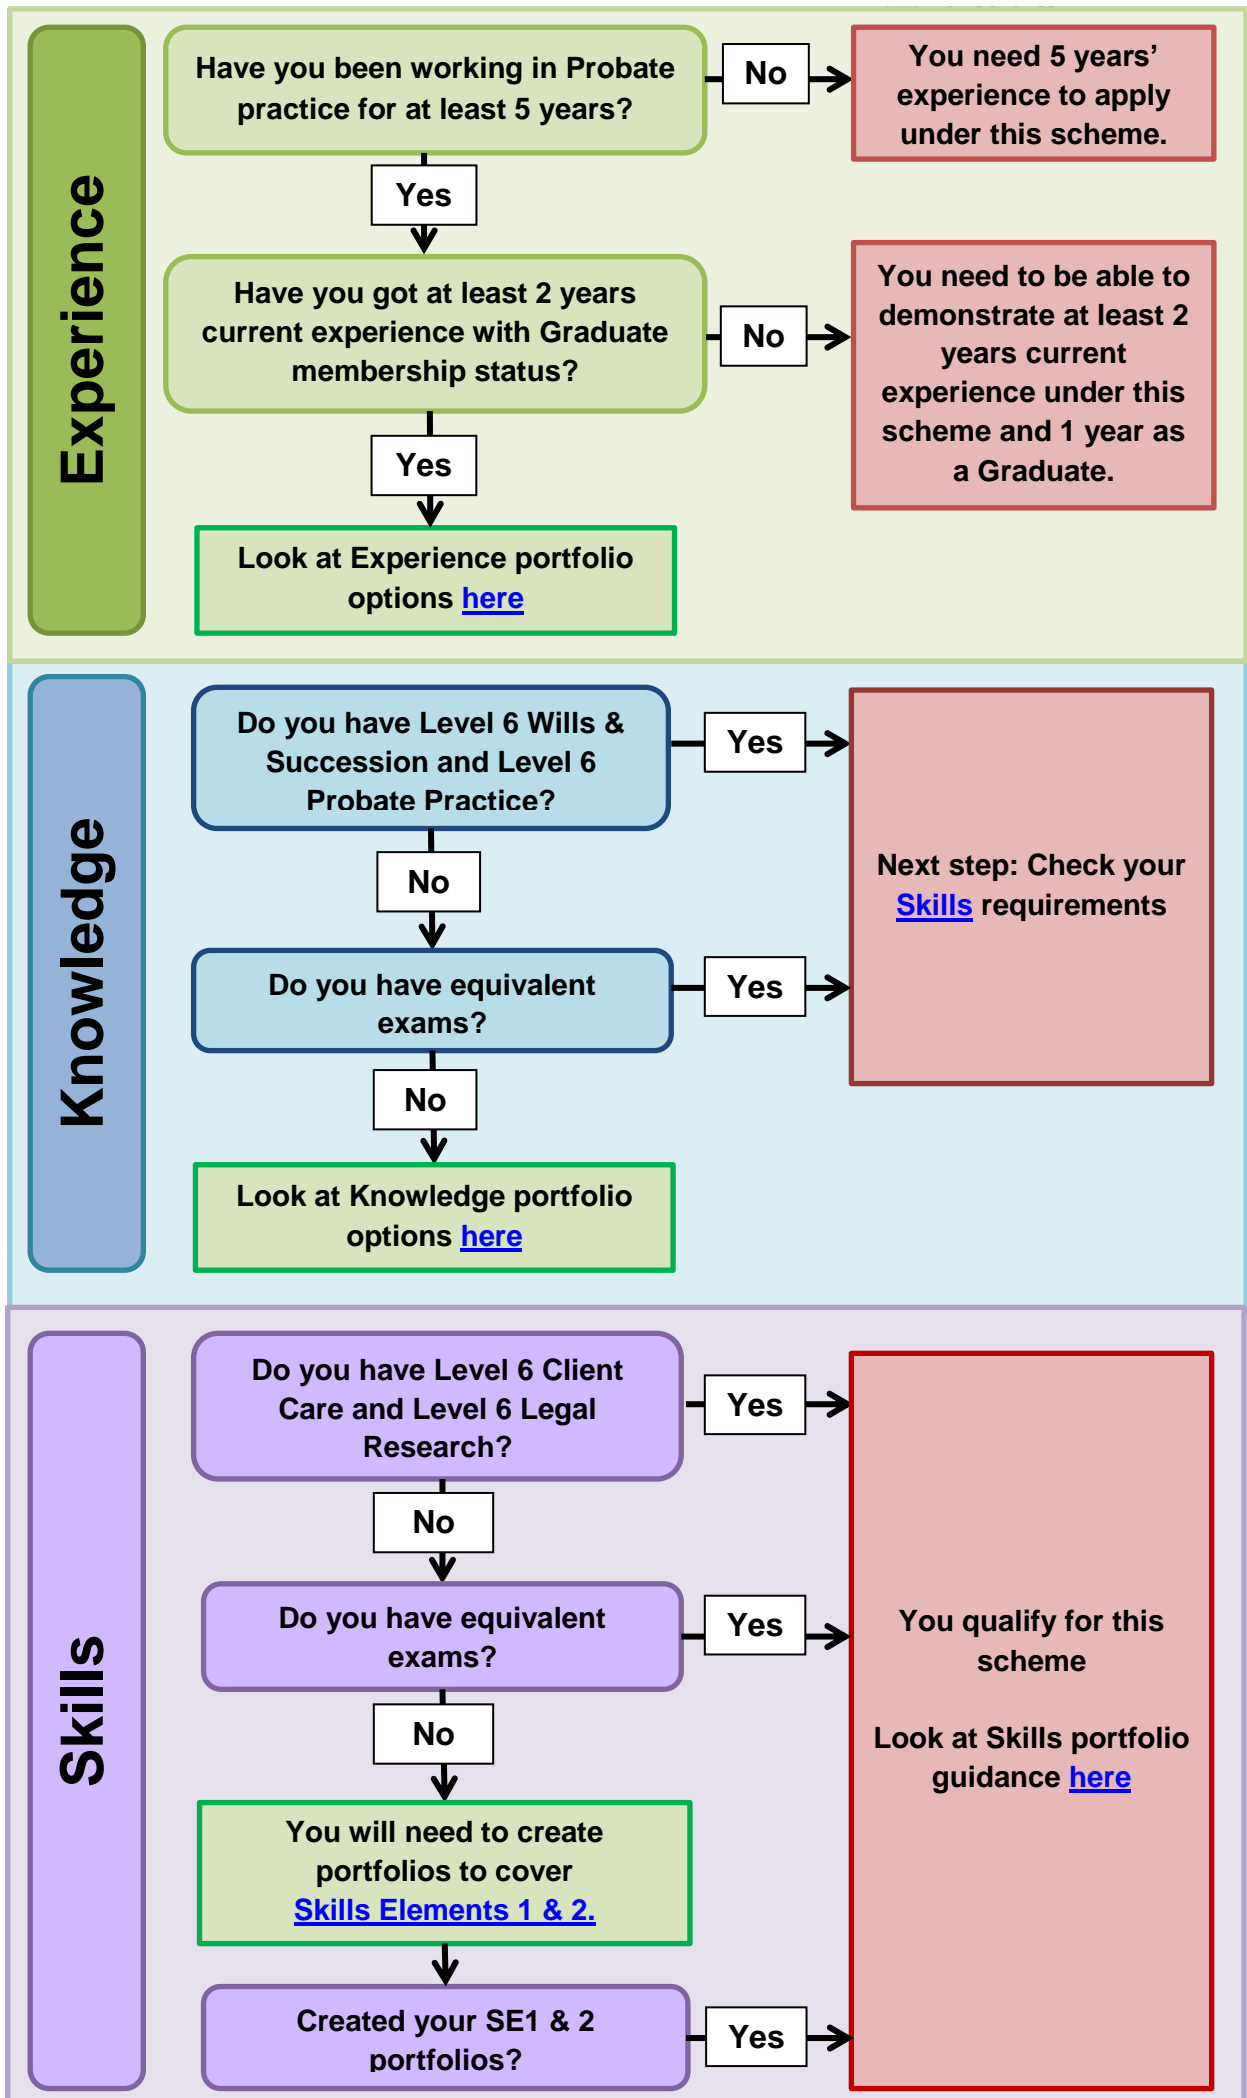 Experience
Have you been working in Probate
practice for at least 5 years?
No
You need 5 years’
experience to apply
under this scheme.
Yes
Have you got at least 2 years
current experience with Graduate
membership status?
No
You need to be able to
demonstrate at least 2
years current
experience under this
scheme and 1 year as
a Graduate.
Yes
Look at Experience portfolio
options here
Knowledge
Do you have Level 6 Wills &
Succession and Level 6
Probate Practice?
Yes
Next step: Check your
Skills requirements
No
Do you have equivalent
exams?
Yes
No
Look at Knowledge portfolio
options here
Skills
Do you have Level 6 Client
Care and Level 6 Legal
Research?
Yes
No
Do you have equivalent
exams?
Yes
You qualify for this
scheme
Look at Skills portfolio
guidance here
No
You will need to create
portfolios to cover
Skills Elements 1 & 2.
Created your SE1 & 2
portfolios?
Yes